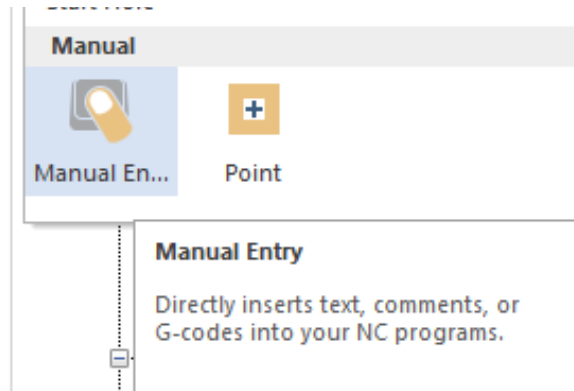 Manual
Manual En...
Point
Manual Entry
Directly inserts text, comments, or
G-codes into your NC programs.